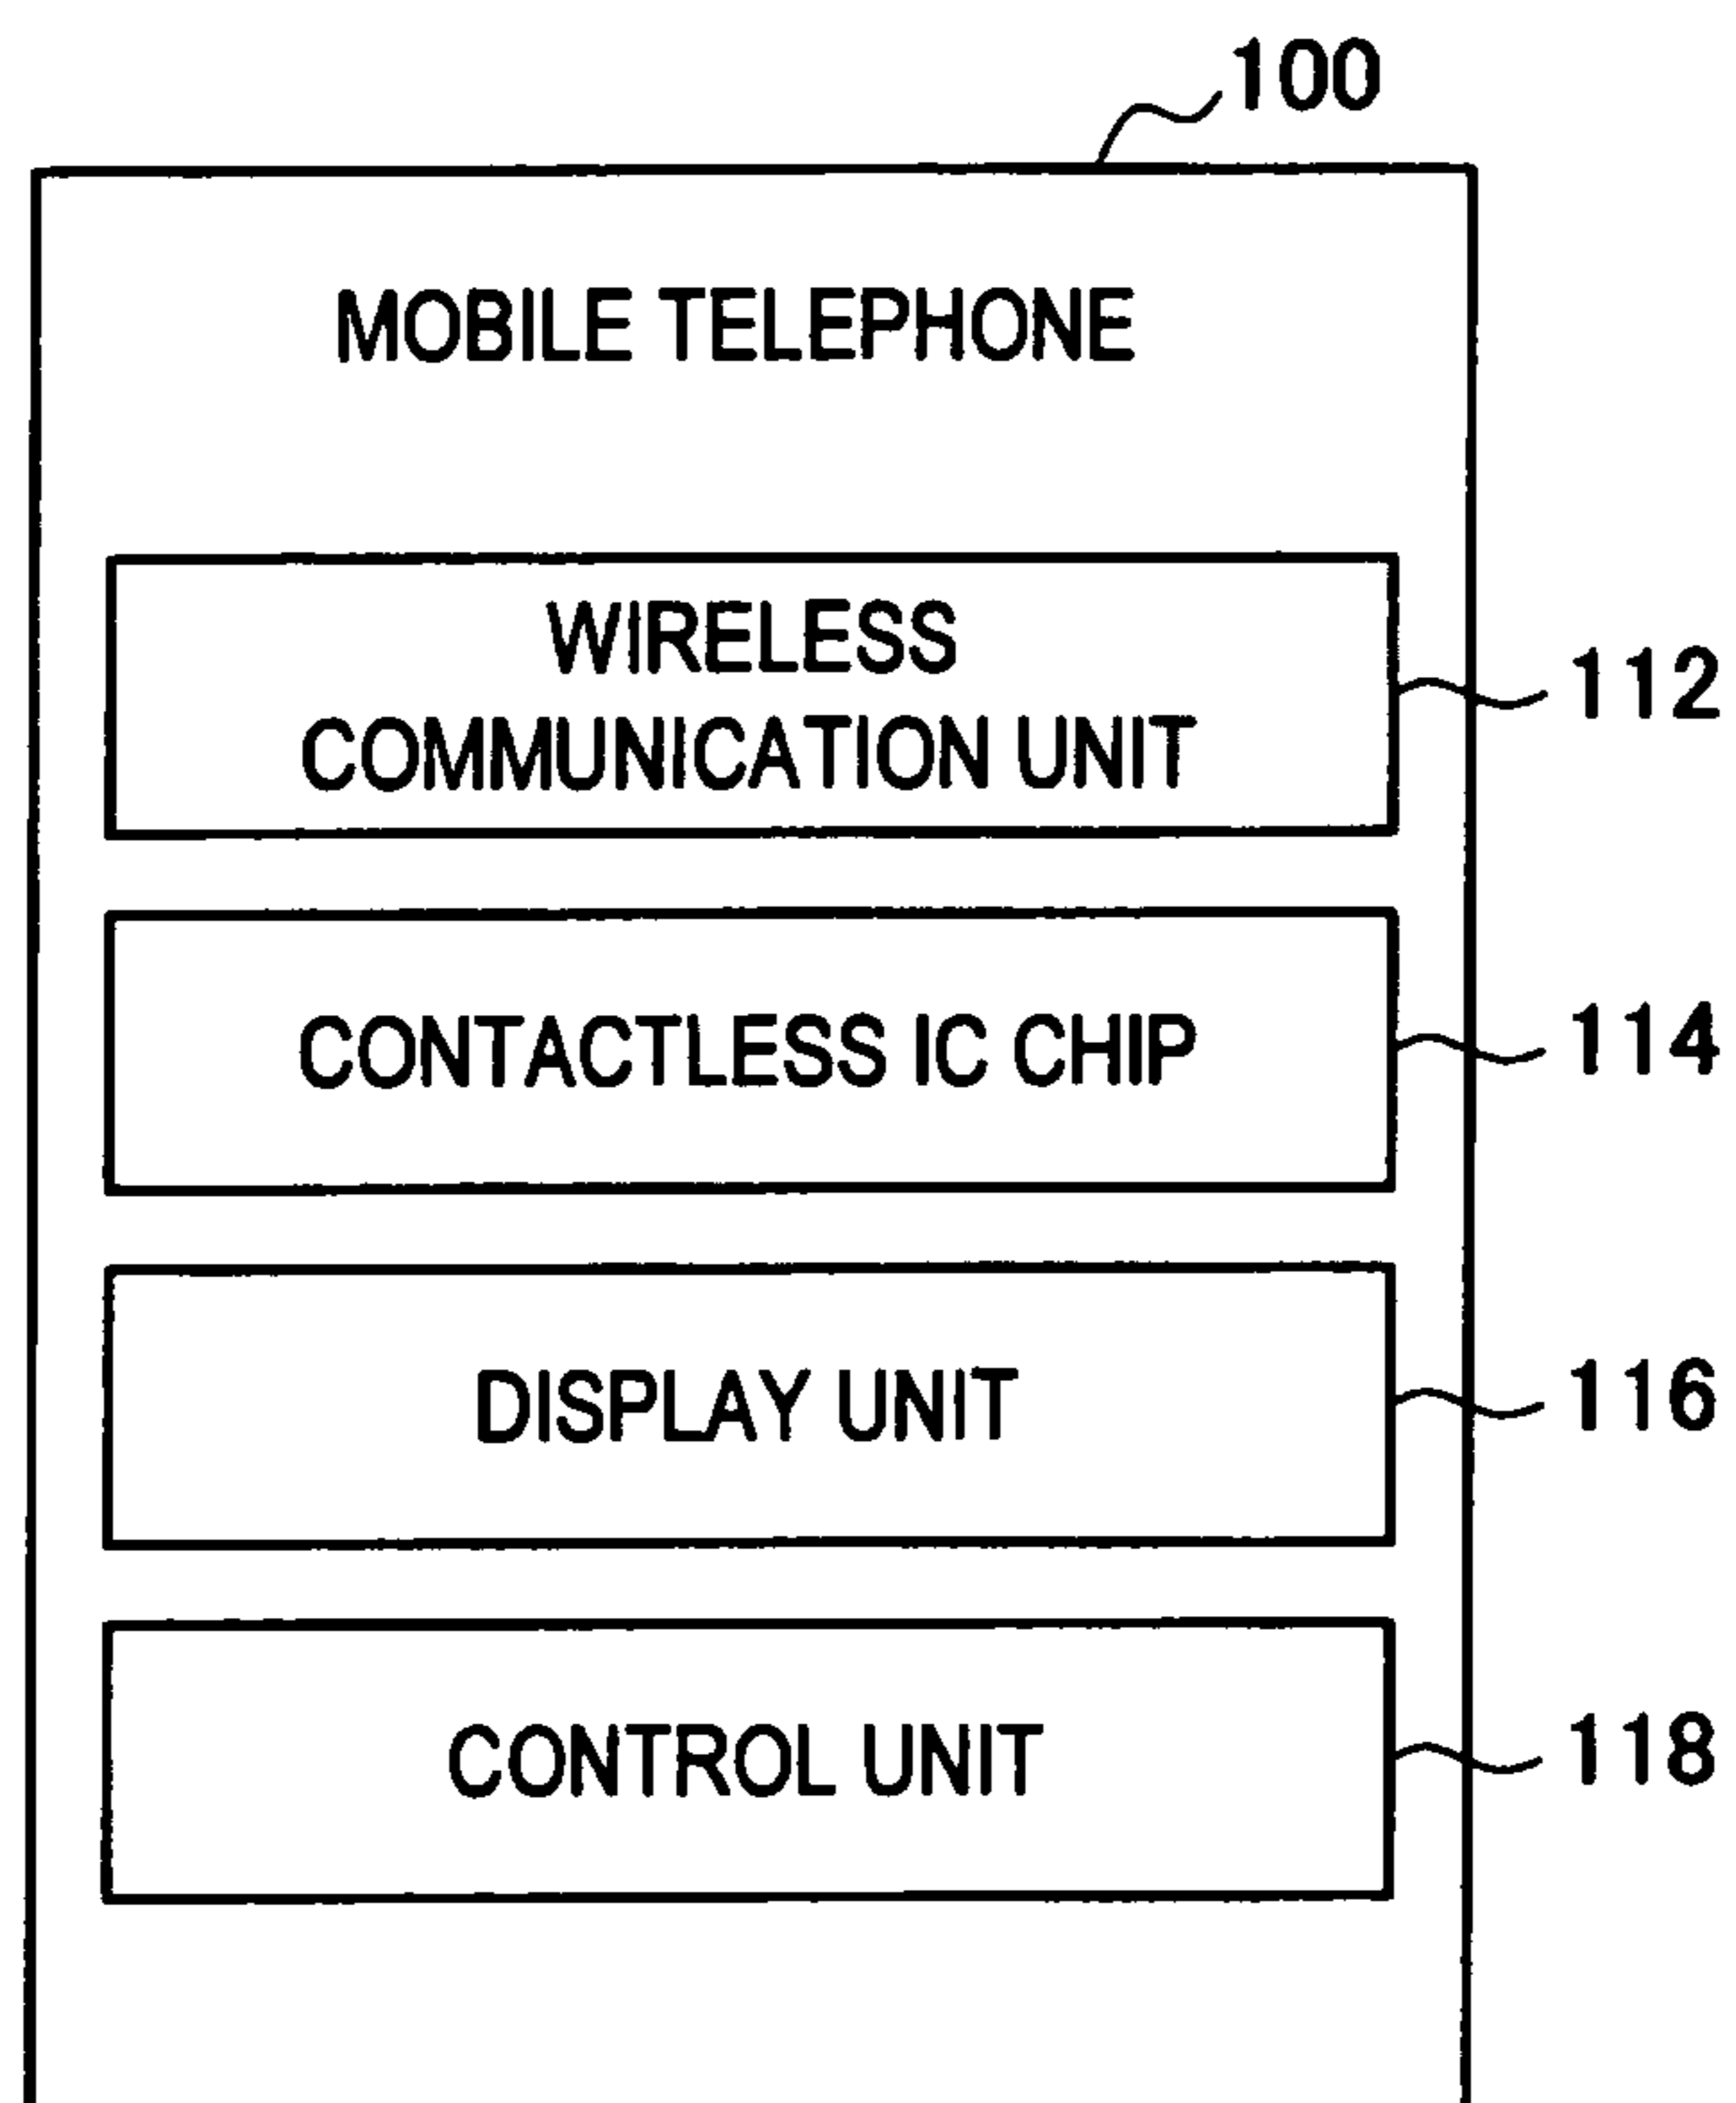 100
MOBILE TELEPHONE
WIRELESS
COMMUNICATION UNIT
112
CONTACTLESS IC CHIP
114
DISPLAY UNIT
116
CONTROL UNIT
118